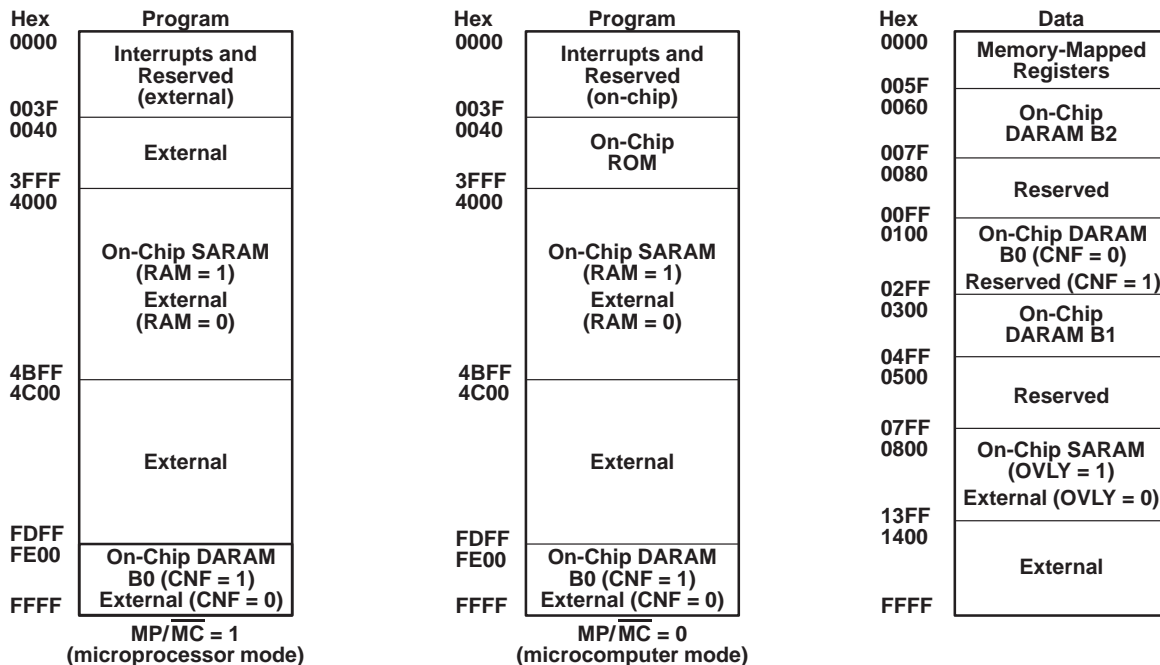 Hex Program
0000
Interrupts and
Reserved
(external)
003F
0040
External
3FFF
4000
On-Chip SARAM
(RAM = 1)
External
(RAM = 0)
4BFF
4C00
External
FDFF
FE00
On-Chip DARAM
B0 (CNF = 1)
External (CNF = 0)
FFFF
MP/M̅C̅ = 1
(microprocessor mode)
Hex Program
0000
Interrupts and
Reserved
(on-chip)
003F
0040
On-Chip
ROM
3FFF
4000
On-Chip SARAM
(RAM = 1)
External
(RAM = 0)
4BFF
4C00
External
FDFF
FE00
On-Chip DARAM
B0 (CNF = 1)
External (CNF = 0)
FFFF
MP/M̅C̅ = 0
(microcomputer mode)
Hex Data
0000
Memory-Mapped
Registers
005F
0060
On-Chip
DARAM B2
007F
0080
Reserved
00FF
0100
On-Chip DARAM
B0 (CNF = 0)
Reserved (CNF = 1)
02FF
0300
On-Chip
DARAM B1
04FF
0500
Reserved
07FF
0800
On-Chip SARAM
(OVLY = 1)
External (OVLY = 0)
13FF
1400
External
FFFF